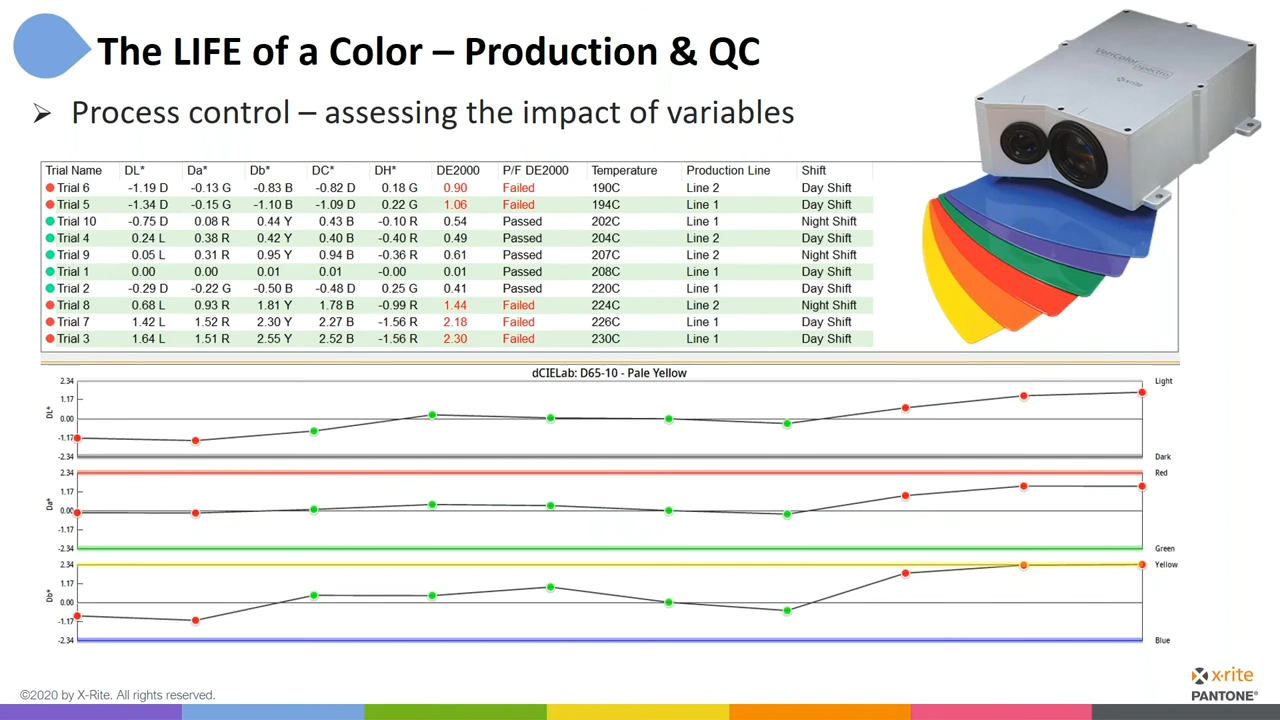 The LIFE of a Color – Production & QC
Process control – assessing the impact of variables
VeriColor spectro
x·rite
Trial Name DL* Da* Db* DC* DH* DE2000 P/F DE2000 Temperature Production Line Shift
Trial 6 -1.19 D -0.13 G -0.83 B -0.82 D 0.18 G 0.90 Failed 190C Line 2 Day Shift
Trial 5 -1.34 D -0.15 G -1.10 B -1.09 D 0.22 G 1.06 Failed 194C Line 1 Day Shift
Trial 10 -0.75 D 0.08 R 0.44 Y 0.43 B -0.10 R 0.54 Passed 202C Line 1 Night Shift
Trial 4 0.24 L 0.38 R 0.42 Y 0.40 B -0.40 R 0.49 Passed 204C Line 2 Day Shift
Trial 9 0.05 L 0.31 R 0.95 Y 0.94 B -0.36 R 0.61 Passed 207C Line 2 Night Shift
Trial 1 0.00 0.00 0.01 0.01 -0.00 0.01 Passed 208C Line 1 Day Shift
Trial 2 -0.29 D -0.22 G -0.50 B -0.48 D 0.25 G 0.41 Passed 220C Line 1 Day Shift
Trial 8 0.68 L 0.93 R 1.81 Y 1.78 B -0.99 R 1.44 Failed 224C Line 2 Night Shift
Trial 7 1.42 L 1.52 R 2.30 Y 2.27 B -1.56 R 2.18 Failed 226C Line 1 Day Shift
Trial 3 1.64 L 1.51 R 2.55 Y 2.52 B -1.56 R 2.30 Failed 230C Line 1 Day Shift
dCIELab: D65-10 - Pale Yellow
2.34 Light
1.17
DL*
0.00
-1.17
-2.34 Dark
2.34 Red
1.17
Da*
0.00
-1.17
-2.34 Green
2.34 Yellow
1.17
Db*
0.00
-1.17
-2.34 Blue
x·rite
PANTONE®
©2020 by X-Rite. All rights reserved.